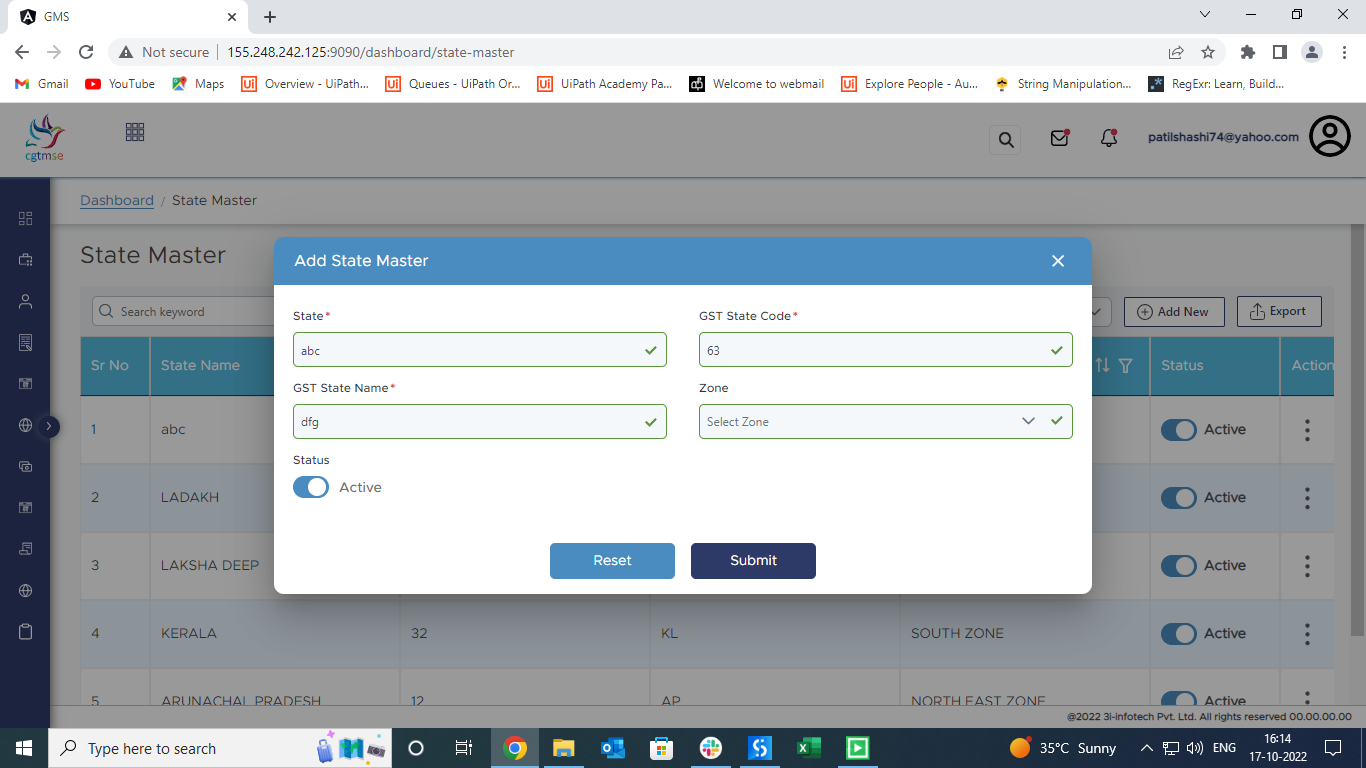 GMS
Not secure 155.248.242.125:9090/dashboard/state-master
Gmail YouTube Maps Overview - UiPath... Queues - UiPath Or... UiPath Academy Pa... Welcome to webmail Explore People - Au... String Manipulation... RegExr: Learn, Build...
cgtmse patilshashi74@yahoo.com
Dashboard / State Master
State Master
Add State Master
Search keyword Add New Export
State* GST State Code*
abc 63
GST State Name* Zone
dfg Select Zone
Status
Active
Reset Submit
Sr No State Name Status Action
1 abc Active
2 LADAKH Active
3 LAKSHA DEEP Active
4 KERALA 32 KL SOUTH ZONE Active
5 ARUNACHAL PRADESH 12 AP NORTH EAST ZONE Active
@2022 3i-infotech Pvt. Ltd. All rights reserved 00.00.00.00
Type here to search 35°C Sunny ENG 16:14
17-10-2022